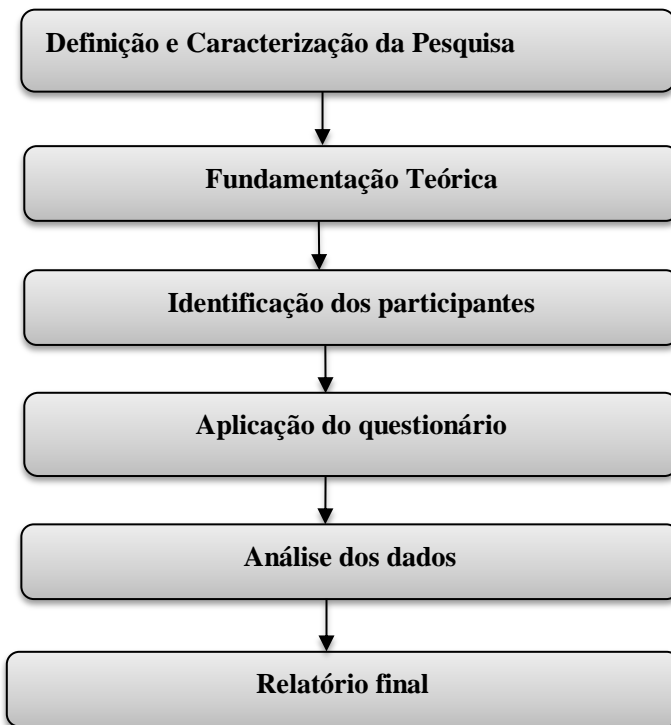 Definição e Caracterização da Pesquisa
Fundamentação Teórica
Identificação dos participantes
Aplicação do questionário
Análise dos dados
Relatório final